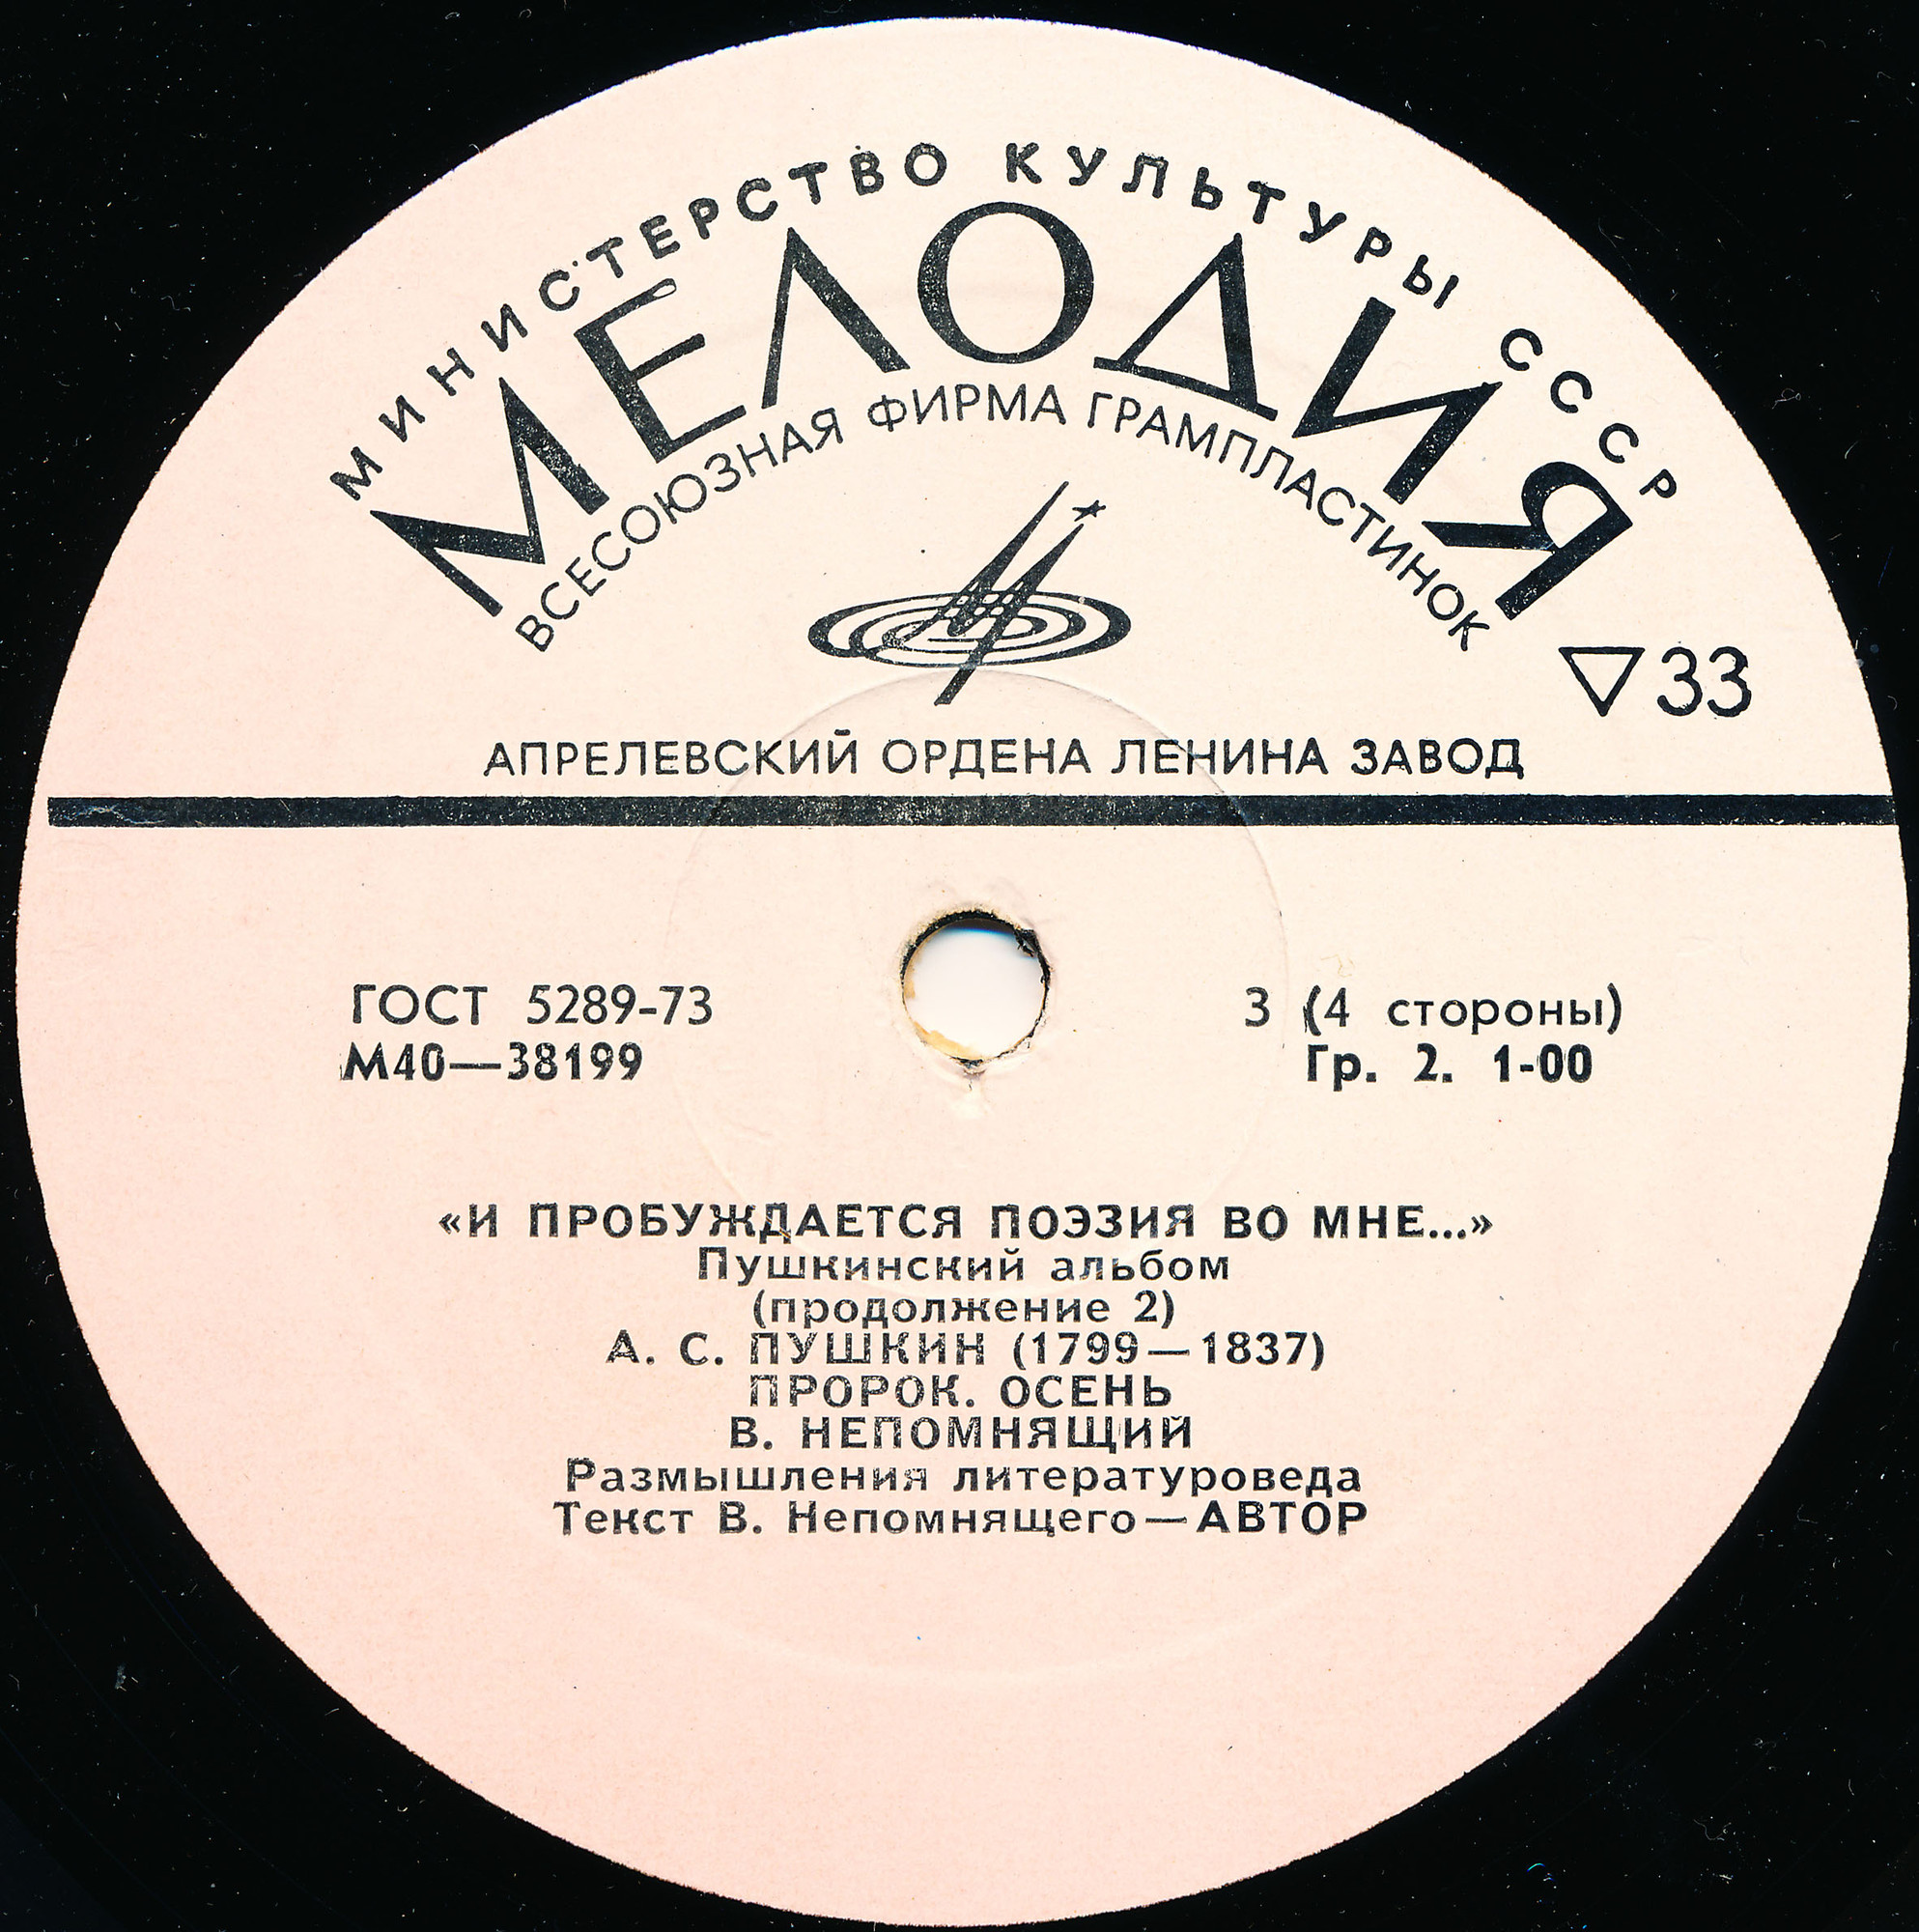 МИНИСТЕРСТВО КУЛЬТУРЫ СССР
МЕЛОДИЯ
ВСЕСОЮЗНАЯ ФИРМА ГРАМПЛАСТИНОК
▽33
АПРЕЛЕВСКИЙ ОРДЕНА ЛЕНИНА ЗАВОД
ГОСТ 5289-73
М40—38199
3 (4 стороны)
Гр. 2. 1-00
«И ПРОБУЖДАЕТСЯ ПОЭЗИЯ ВО МНЕ...»
Пушкинский альбом
(продолжение 2)
А. С. ПУШКИН (1799—1837)
ПРОРОК. ОСЕНЬ
В. НЕПОМНЯЩИЙ
Размышления литературоведа
Текст В. Непомнящего—АВТОР